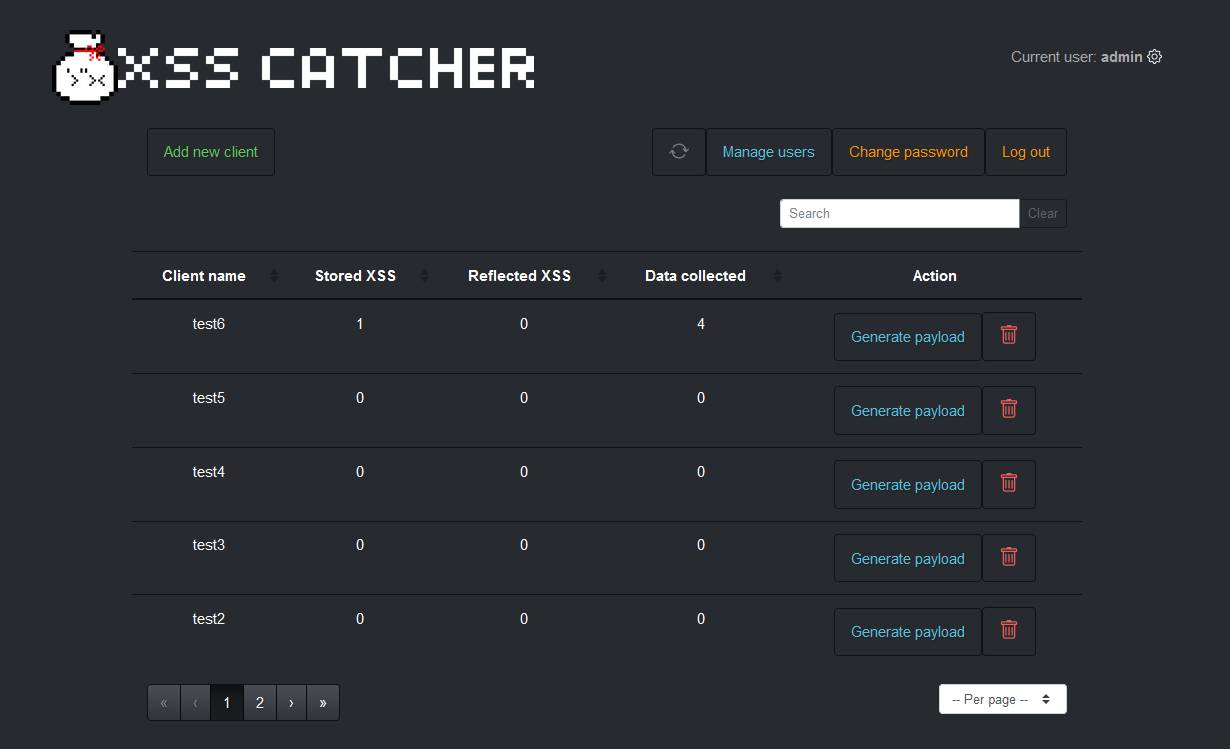 XSS CATCHER
Current user: admin
Add new client
Manage users
Change password
Log out
Search
Clear
Client name Stored XSS Reflected XSS Data collected Action
test6 1 0 4 Generate payload
test5 0 0 0 Generate payload
test4 0 0 0 Generate payload
test3 0 0 0 Generate payload
test2 0 0 0 Generate payload
« ‹ 1 2 › »
-- Per page --